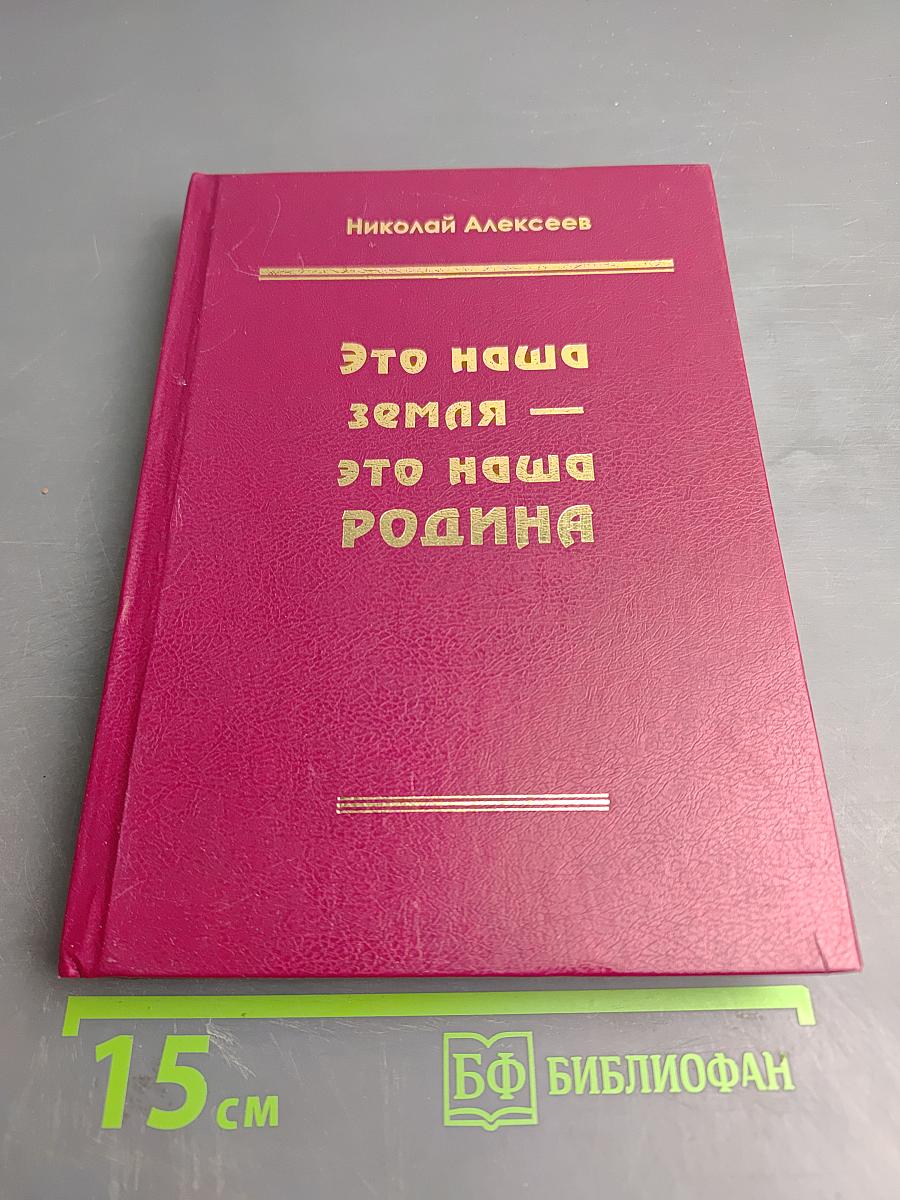 Николай Алексеев
Это наша
земля —
это наша
РОДИНА
15 см
БФ БИБЛИОФАН